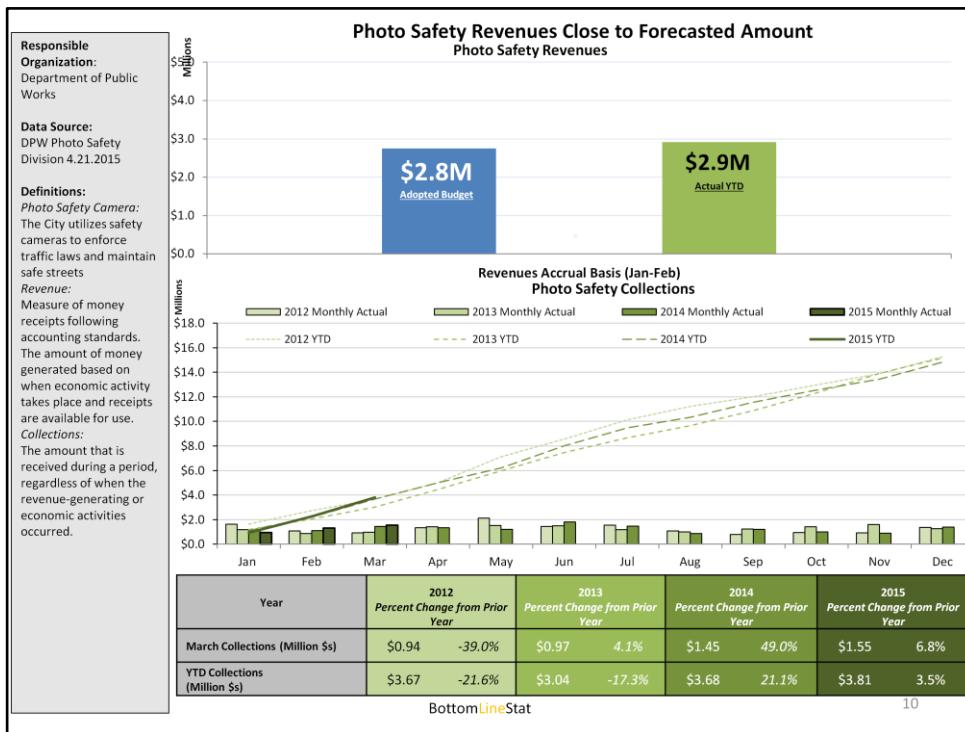 Photo Safety Revenues Close to Forecasted Amount
Responsible
Organization:
Department of Public
Works
Data Source:
DPW Photo Safety
Division 4.21.2015
Definitions:
Photo Safety Camera:
The City utilizes safety
cameras to enforce
traffic laws and maintain
safe streets
Revenue:
Measure of money
receipts following
accounting standards.
The amount of money
generated based on
when economic activity
takes place and receipts
are available for use.
Collections:
The amount that is
received during a period,
regardless of when the
revenue-generating or
economic activities
occurred.
Photo Safety Revenues
Millions
$5.0
$4.0
$3.0
$2.0
$1.0
$0.0
$2.8M
Adopted Budget
$2.9M
Actual YTD
Revenues Accrual Basis (Jan-Feb)
Photo Safety Collections
Millions
2012 Monthly Actual 2013 Monthly Actual 2014 Monthly Actual 2015 Monthly Actual
2012 YTD 2013 YTD 2014 YTD 2015 YTD
$18.0
$16.0
$14.0
$12.0
$10.0
$8.0
$6.0
$4.0
$2.0
$0.0
Jan Feb Mar Apr May Jun Jul Aug Sep Oct Nov Dec
Year
2012
Percent Change from Prior
Year
2013
Percent Change from Prior
Year
2014
Percent Change from Prior
Year
2015
Percent Change from Prior
Year
March Collections (Million $s) $0.94 -39.0% $0.97 4.1% $1.45 49.0% $1.55 6.8%
YTD Collections
(Million $s) $3.67 -21.6% $3.04 -17.3% $3.68 21.1% $3.81 3.5%
BottomLineStat
10